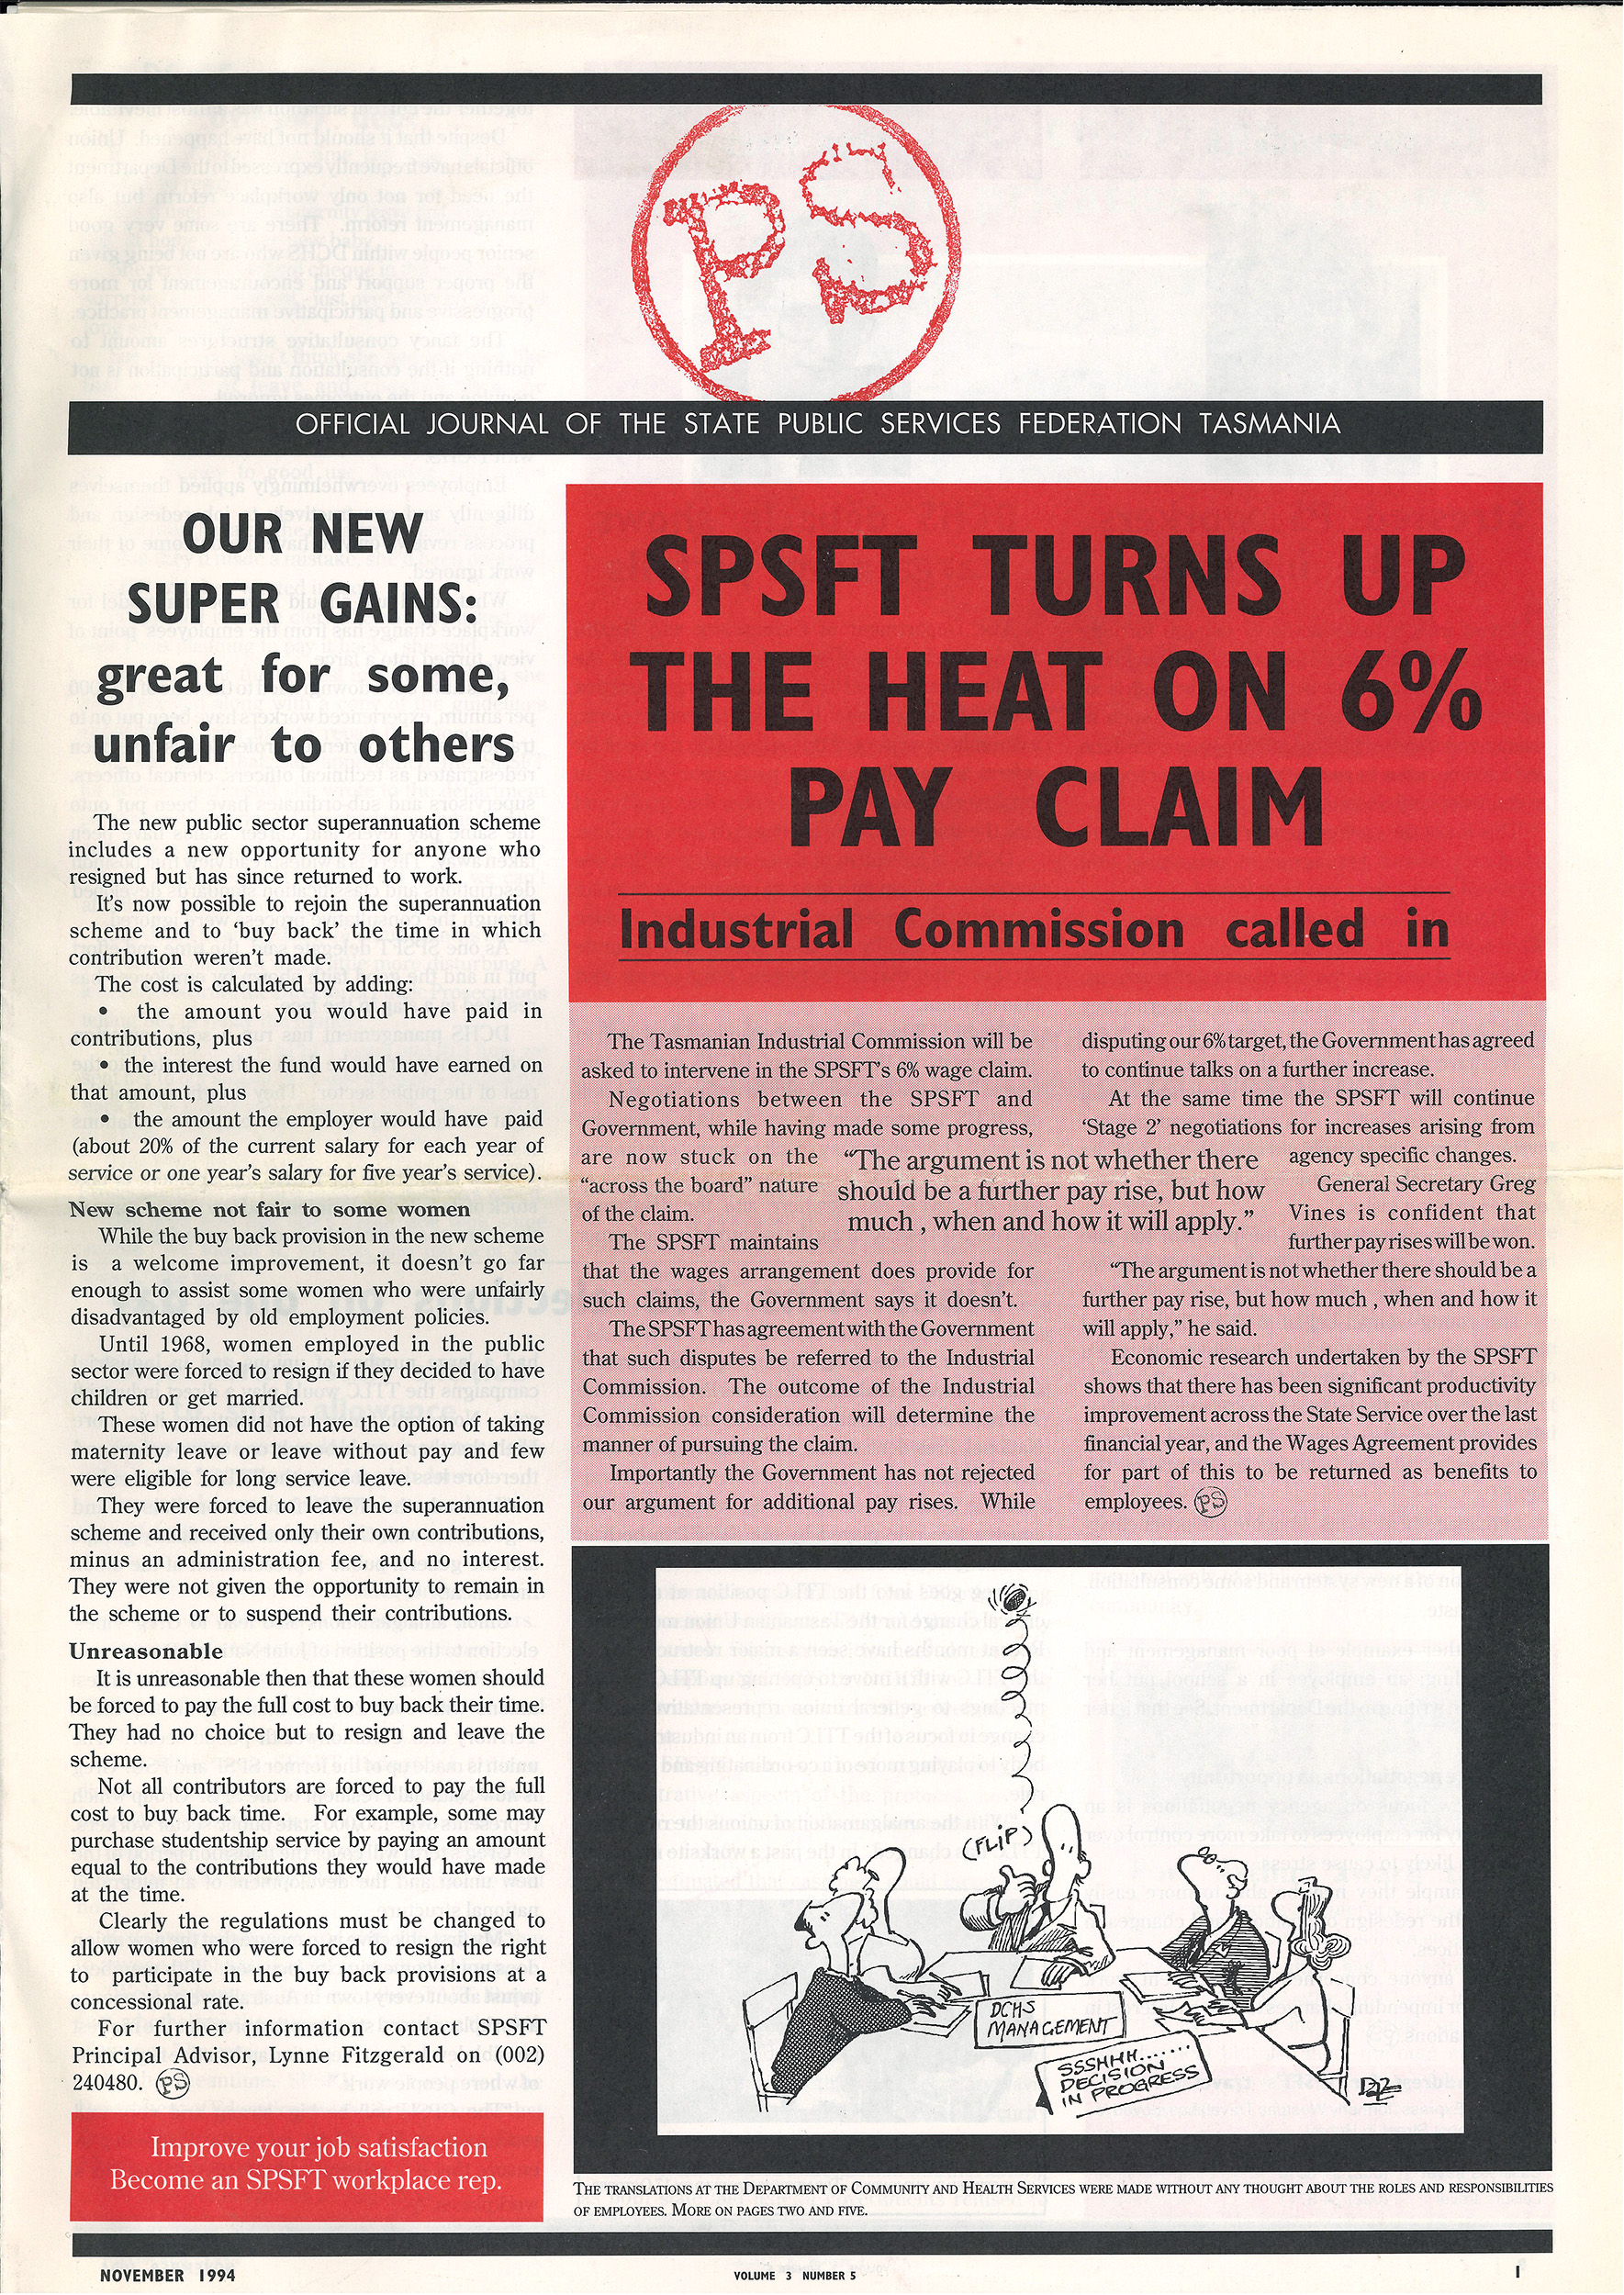 PS
OFFICIAL JOURNAL OF THE STATE PUBLIC SERVICES FEDERATION TASMANIA
OUR NEW
SUPER GAINS:
great for some,
unfair to others
The new public sector superannuation scheme
includes a new opportunity for anyone who
resigned but has since returned to work.
It's now possible to rejoin the superannuation
scheme and to 'buy back' the time in which
contribution weren't made.
The cost is calculated by adding:
• the amount you would have paid in
contributions, plus
• the interest the fund would have earned on
that amount, plus
• the amount the employer would have paid
(about 20% of the current salary for each year of
service or one year's salary for five year's service).
New scheme not fair to some women
While the buy back provision in the new scheme
is a welcome improvement, it doesn't go far
enough to assist some women who were unfairly
disadvantaged by old employment policies.
Until 1968, women employed in the public
sector were forced to resign if they decided to have
children or get married.
These women did not have the option of taking
maternity leave or leave without pay and few
were eligible for long service leave.
They were forced to leave the superannuation
scheme and received only their own contributions,
minus an administration fee, and no interest.
They were not given the opportunity to remain in
the scheme or to suspend their contributions.
Unreasonable
It is unreasonable then that these women should
be forced to pay the full cost to buy back their time.
They had no choice but to resign and leave the
scheme.
Not all contributors are forced to pay the full
cost to buy back time. For example, some may
purchase studentship service by paying an amount
equal to the contributions they would have made
at the time.
Clearly the regulations must be changed to
allow women who were forced to resign the right
to participate in the buy back provisions at a
concessional rate.
For further information contact SPSFT
Principal Advisor, Lynne Fitzgerald on (002)
240480. PS
Improve your job satisfaction
Become an SPSFT workplace rep.
SPSFT TURNS UP
THE HEAT ON 6%
PAY CLAIM
Industrial Commission called in
The Tasmanian Industrial Commission will be
asked to intervene in the SPSFT's 6% wage claim.
Negotiations between the SPSFT and
Government, while having made some progress,
are now stuck on the
"across the board" nature
of the claim.
The SPSFT maintains
that the wages arrangement does provide for
such claims, the Government says it doesn't.
The SPSFT has agreement with the Government
that such disputes be referred to the Industrial
Commission. The outcome of the Industrial
Commission consideration will determine the
manner of pursuing the claim.
Importantly the Government has not rejected
our argument for additional pay rises. While
"The argument is not whether there
should be a further pay rise, but how
much , when and how it will apply."
disputing our 6% target, the Government has agreed
to continue talks on a further increase.
At the same time the SPSFT will continue
'Stage 2' negotiations for increases arising from
agency specific changes.
General Secretary Greg
Vines is confident that
further pay rises will be won.
"The argument is not whether there should be a
further pay rise, but how much , when and how it
will apply," he said.
Economic research undertaken by the SPSFT
shows that there has been significant productivity
improvement across the State Service over the last
financial year, and the Wages Agreement provides
for part of this to be returned as benefits to
employees. PS
(FLIP)
DCHS
MANAGEMENT
SSSHHH.......
DECISION
IN PROGRESS
THE TRANSLATIONS AT THE DEPARTMENT OF COMMUNITY AND HEALTH SERVICES WERE MADE WITHOUT ANY THOUGHT ABOUT THE ROLES AND RESPONSIBILITIES
OF EMPLOYEES. MORE ON PAGES TWO AND FIVE.
NOVEMBER 1994
VOLUME 3 NUMBER 5
1